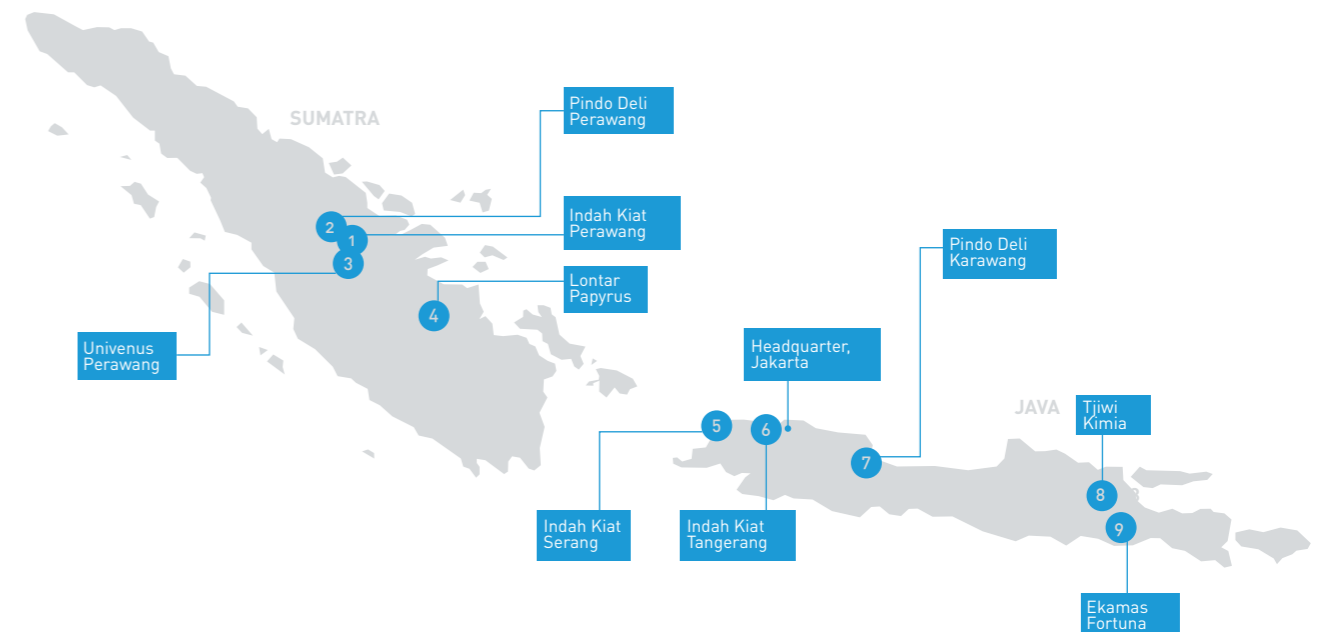 SUMATRA
Pindo Deli
Perawang
Indah Kiat
Perawang
Lontar
Papyrus
2
1
3
4
Univenus
Perawang
Pindo Deli
Karawang
Headquarter,
Jakarta
JAVA
Tjiwi
Kimia
5
6
7
8
8
9
Indah Kiat
Serang
Indah Kiat
Tangerang
Ekamas
Fortuna